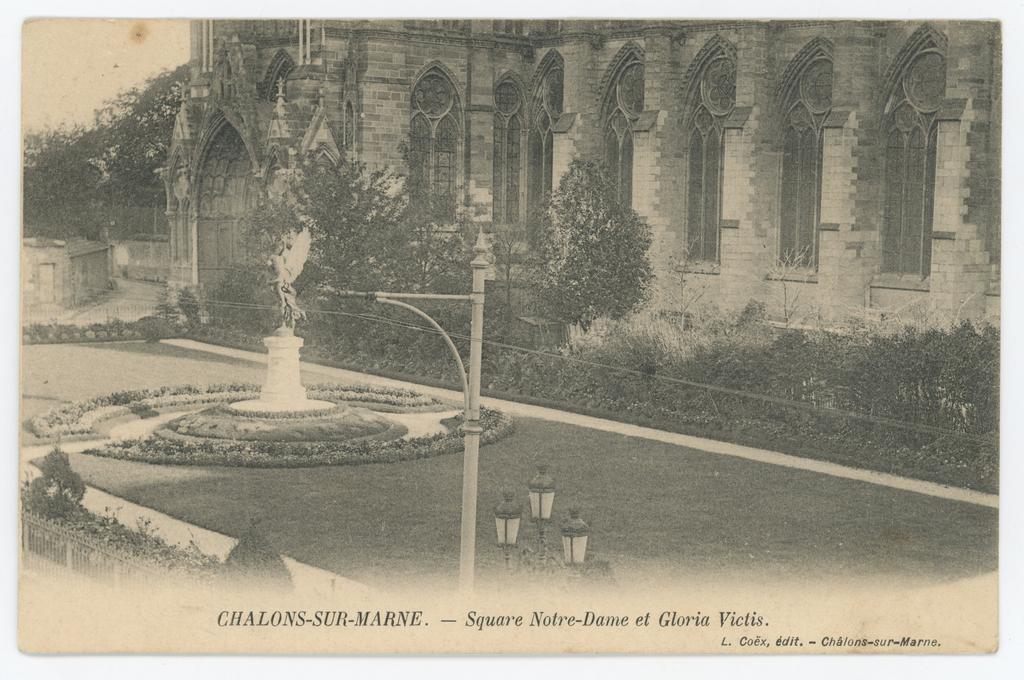 CHALONS-SUR-MARNE. — Square Notre-Dame et Gloria Victis.
L. Coëx, édit. - Châlons-sur-Marne.